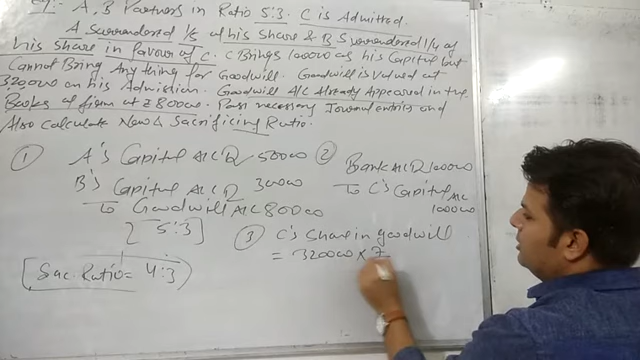 A, B Partners in Ratio 5:3. C is Admitted.
A Surrendered 1/5 of his Share & B Surrendered 1/4 of
his Share in favour of C. C Brings 100000 as his Capital but
Cannot Bring Anything for Goodwill. Goodwill is Valued at
320000 on his Admission. Goodwill A/c Already Appeared in the
Books of firm at ₹ 80000. Pass necessary Journal entries and
Also Calculate New & Sacrificing Ratio.
① A's Capital A/c D 50000
B's Capital A/c D 30000
To Goodwill A/c 80000
[5:3]
Sac. Ratio = 4:3
② Bank A/c D 100000
To C's Capital A/c
100000
③ C's Share in goodwill
= 320000 × 7